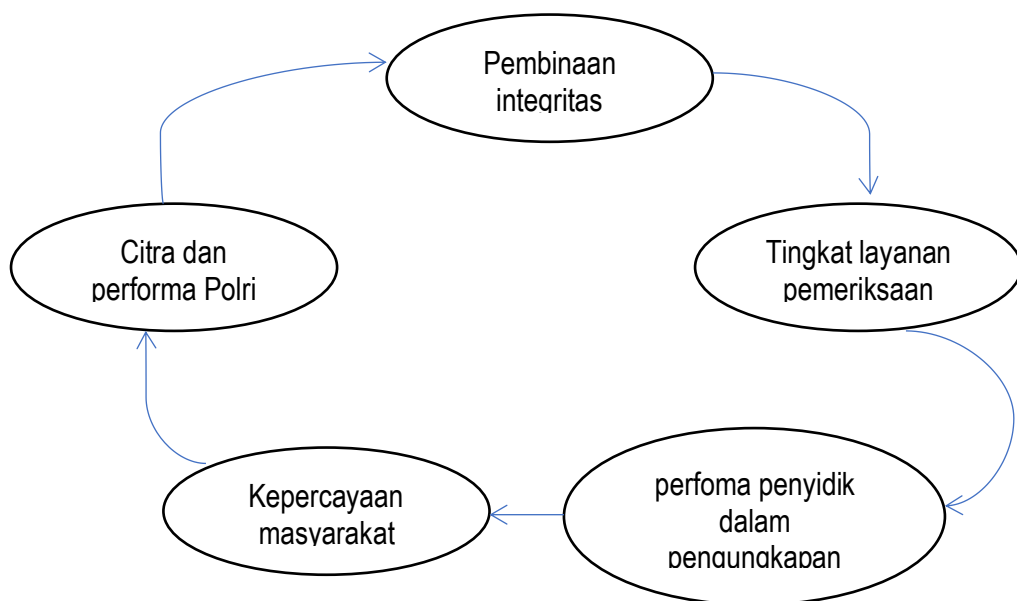 Pembinaan
integritas
Tingkat layanan
pemeriksaan
perfoma penyidik
dalam
pengungkapan
Kepercayaan
masyarakat
Citra dan
performa Polri